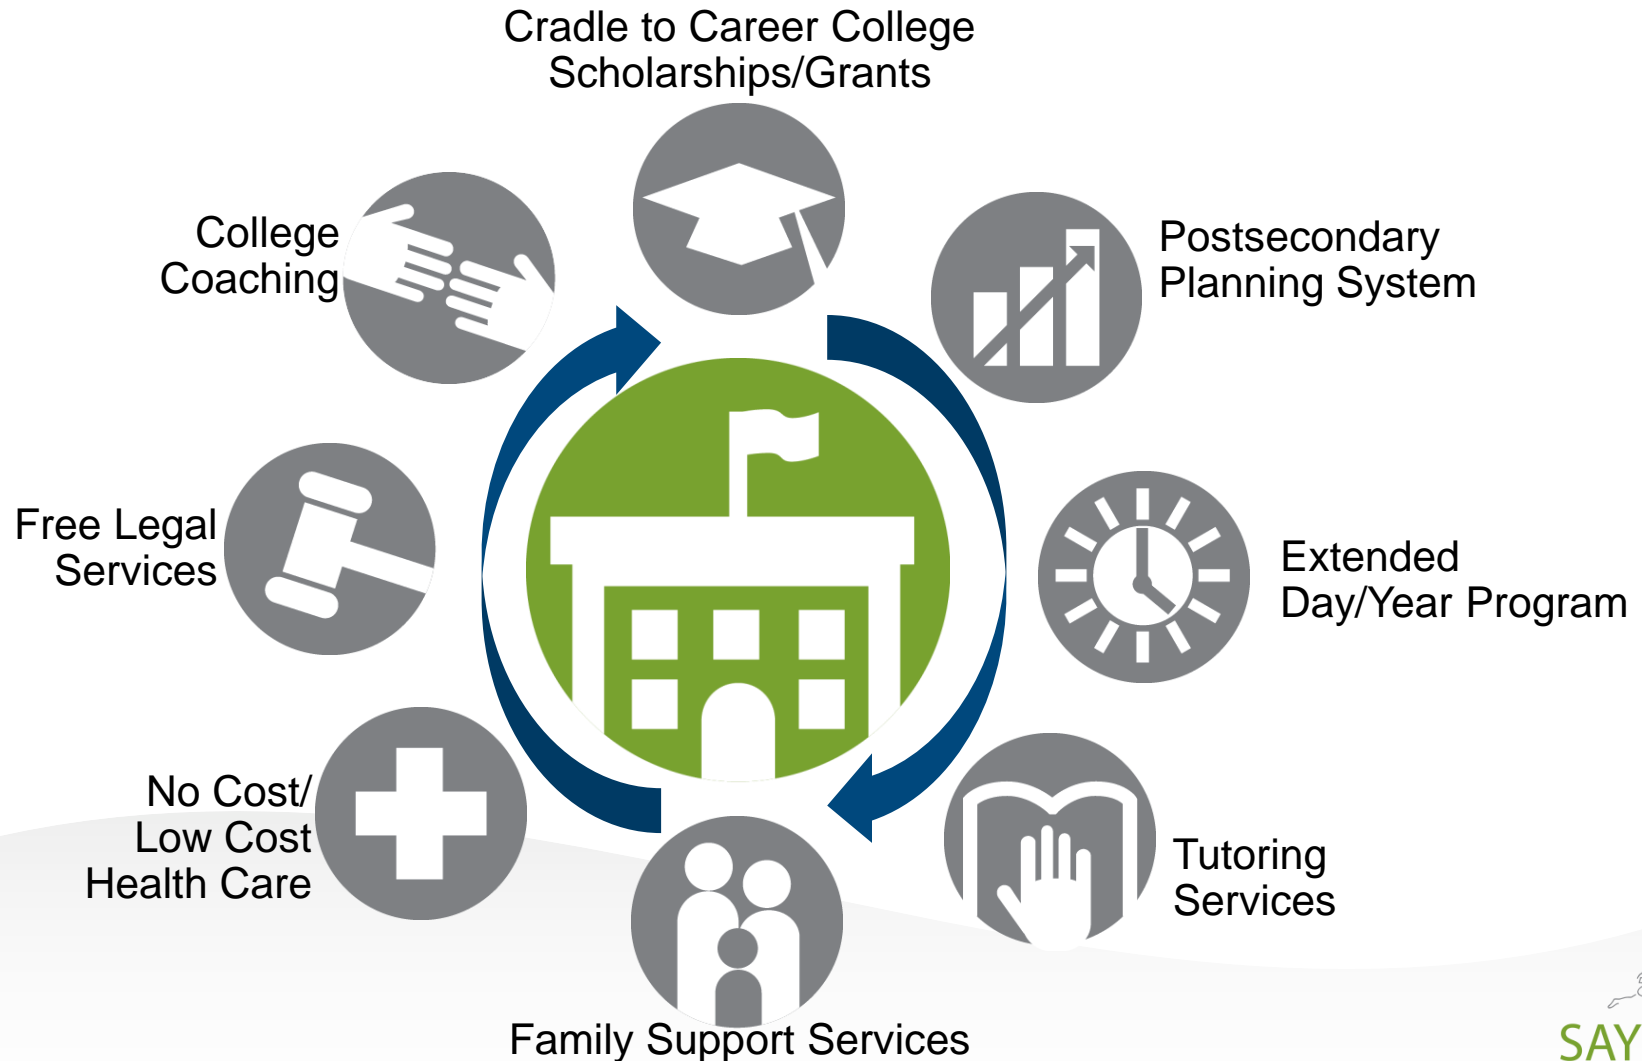 Cradle to Career College
Scholarships/Grants
Postsecondary
Planning System
Extended
Day/Year Program
Tutoring
Services
Family Support Services
No Cost/
Low Cost
Health Care
Free Legal
Services
College
Coaching
SAY